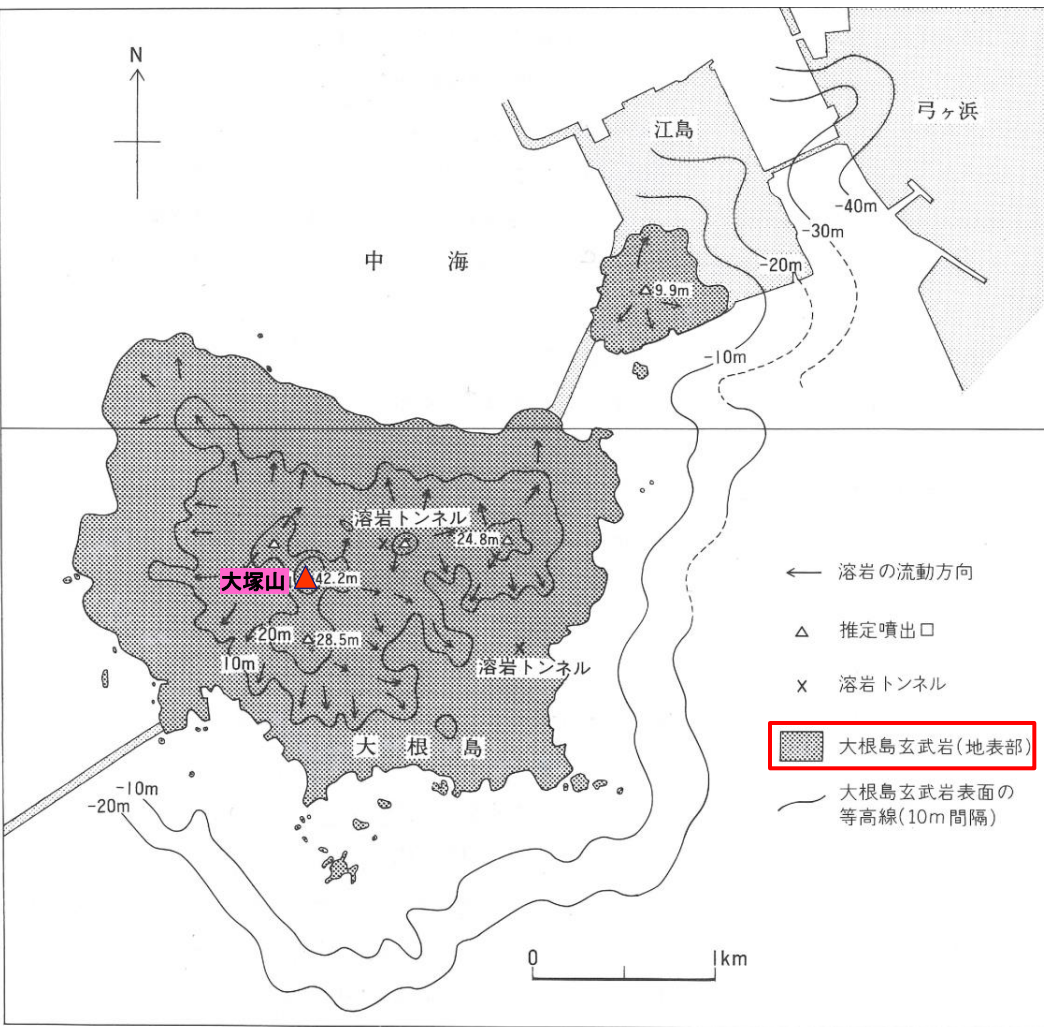 N
江島
弓ヶ浜
-40m
-30m
中 海
-20m
9.9m
-10m
溶岩トンネル
24.8m
大塚山
42.2m
20m
28.5m
10m
溶岩トンネル
大 根 島
-10m
-20m
溶岩の流動方向
推定噴出口
x 溶岩トンネル
大根島玄武岩(地表部)
大根島玄武岩表面の
等高線(10m間隔)
0 1km